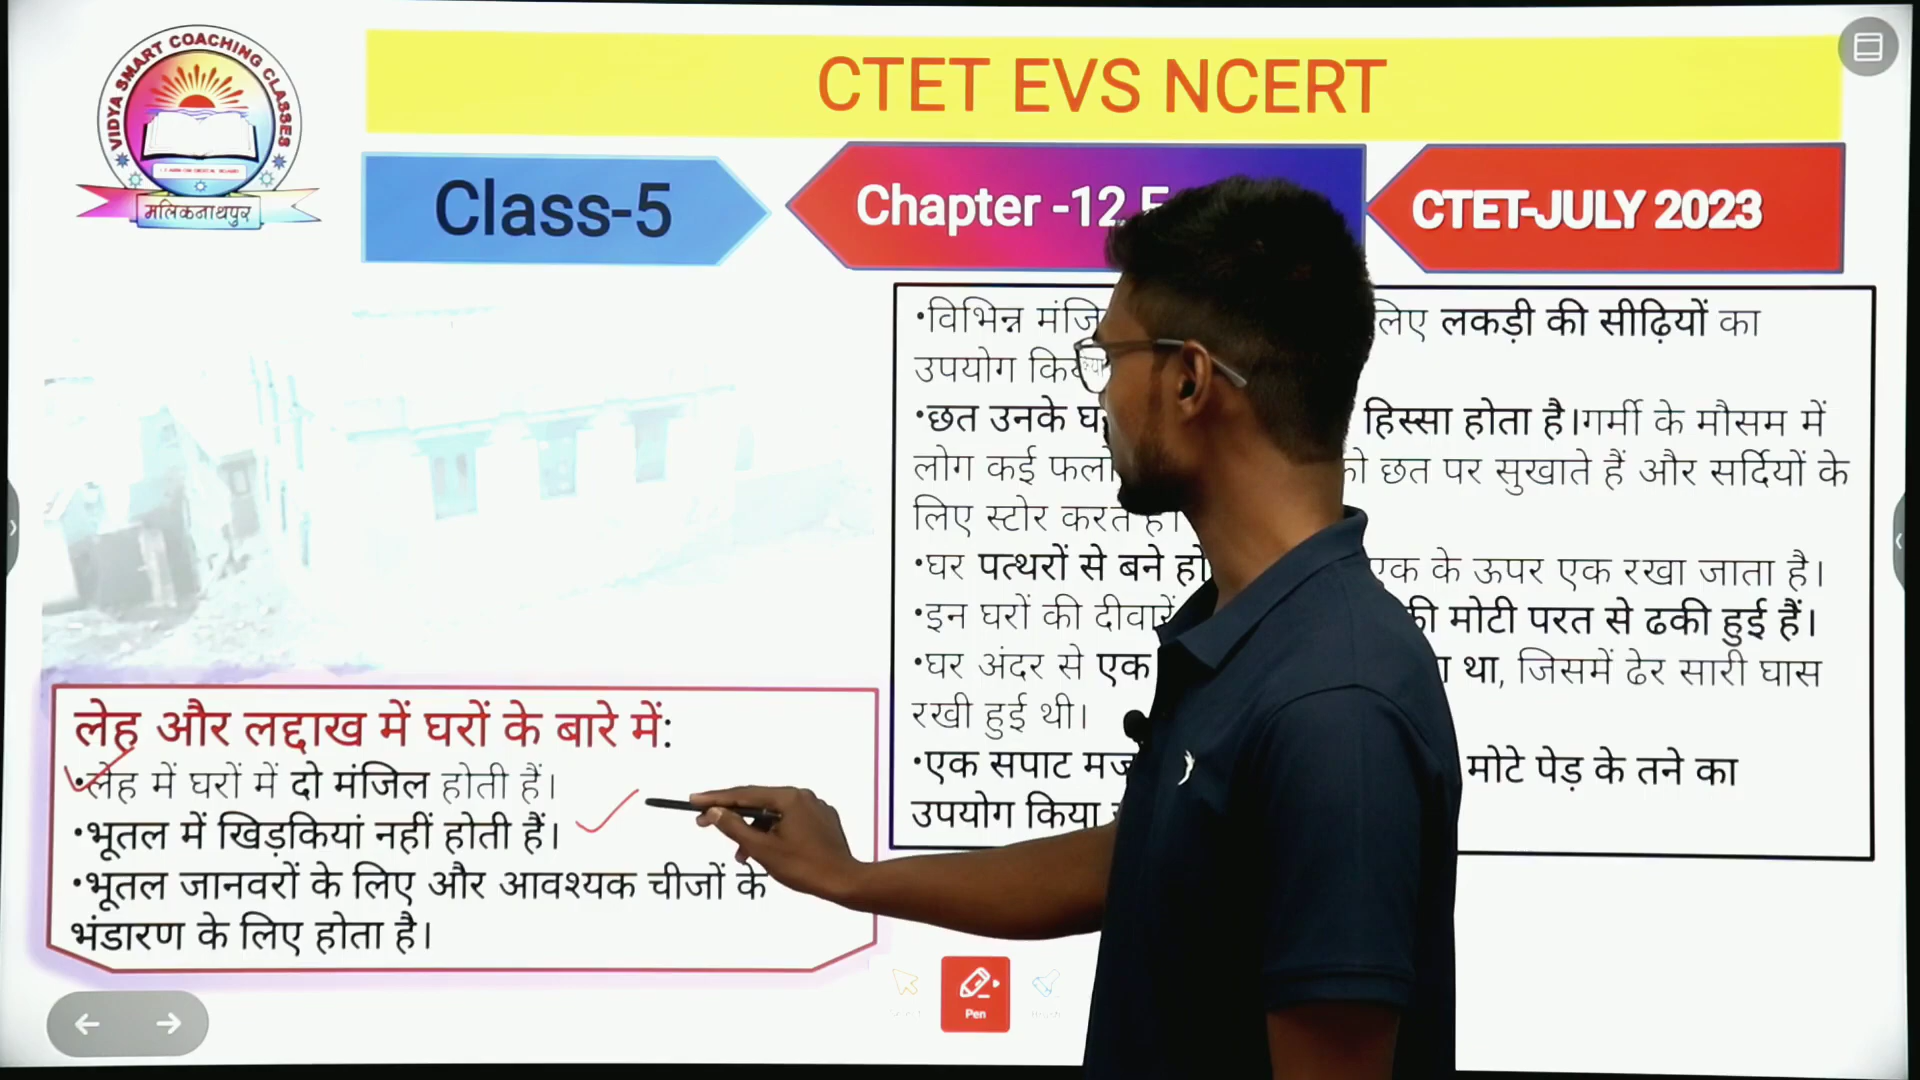 VIDYA SMART COACHING CLASSES
मलिकनाथपुर
CTET EVS NCERT
Class-5
Chapter -12
CTET-JULY 2023
•विभिन्न लिए लकड़ी की सीढ़ियों का
उपयोग
•छत उनके हिस्सा होता है।गर्मी के मौसम में
लोग कई छत पर सुखाते हैं और सर्दियों के
लिए स्टोर करते हैं।
•घर पत्थरों से बने एक के ऊपर एक रखा जाता है।
•इन घरों की दीवारें की मोटी परत से ढकी हुई हैं।
•घर अंदर से एक था, जिसमें ढेर सारी घास
रखी हुई थी।
•एक सपाट मोटे पेड़ के तने का
उपयोग किया
लेह और लद्दाख में घरों के बारे में:
•लेह में घरों में दो मंजिल होती हैं।
•भूतल में खिड़कियां नहीं होती हैं।
•भूतल जानवरों के लिए और आवश्यक चीजों के
भंडारण के लिए होता है।
Pen